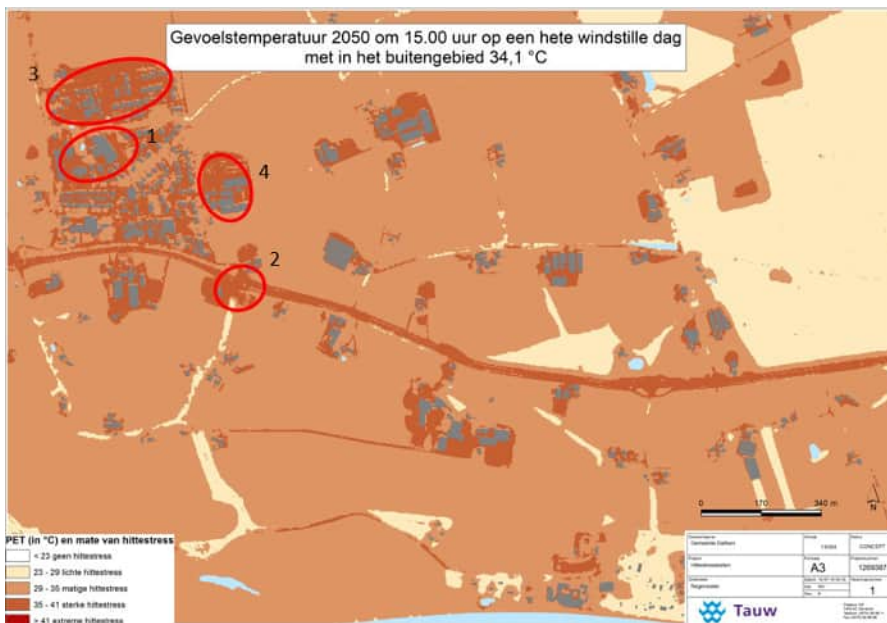 Gevoelstemperatuur 2050 om 15.00 uur op een hete windstille dag
met in het buitengebied 34,1 °C
3
1
4
2
0 170 340 m
N
PET (in °C) en mate van hittestress
< 23 geen hittestress
23 - 29 lichte hittestress
29 - 35 matige hittestress
35 - 41 sterke hittestress
> 41 extreme hittestress
CONCEPT
A3
1
Tauw